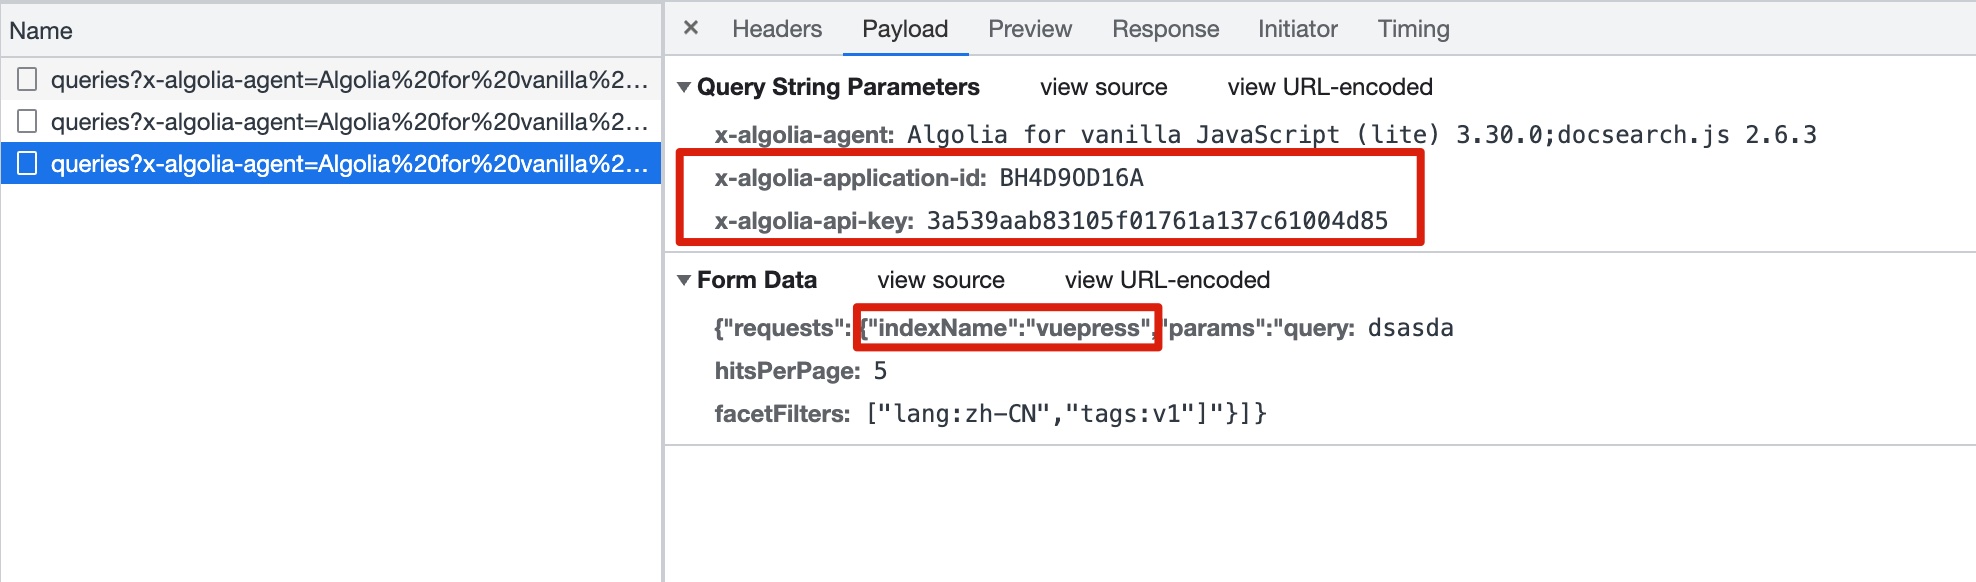 Name
queries?x-algolia-agent=Algolia%20for%20vanilla%2...
queries?x-algolia-agent=Algolia%20for%20vanilla%2...
queries?x-algolia-agent=Algolia%20for%20vanilla%2...
× Headers Payload Preview Response Initiator Timing
▼ Query String Parameters view source view URL-encoded
x-algolia-agent: Algolia for vanilla JavaScript (lite) 3.30.0;docsearch.js 2.6.3
x-algolia-application-id: BH4D9OD16A
x-algolia-api-key: 3a539aab83105f01761a137c61004d85
▼ Form Data view source view URL-encoded
{"requests":[{"indexName":"vuepress","params":"query: dsasda
hitsPerPage: 5
facetFilters: ["lang:zh-CN","tags:v1"]"}]}